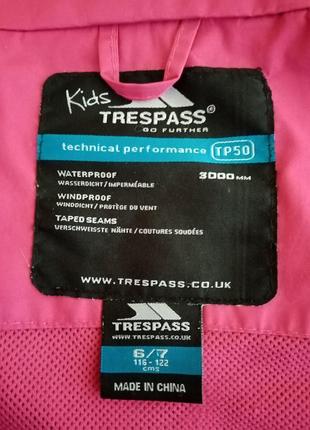 Kids
TRESPASS®
GO FURTHER
technical performance TP50
WATERPROOF 3000MM
WASSERDICHT/IMPERMÉABLE
WINDPROOF
WINDDICHT/PROTÈGE DU VENT
TAPED SEAMS
VERSCHWEISSTE NÄHTE/COUTURES SOUDÉES
WWW.TRESPASS.CO.UK
TRESPASS
WWW.TRESPASS.CO.UK
6/7
116 - 122
cms
MADE IN CHINA